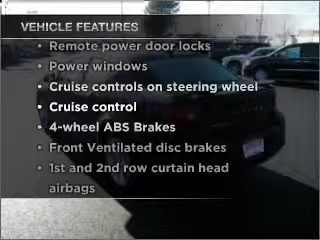 VEHICLE FEATURES
• Remote power door locks
• Power windows
• Cruise controls on steering wheel
• Cruise control
• 4-wheel ABS Brakes
• Front Ventilated disc brakes
• 1st and 2nd row curtain head
airbags